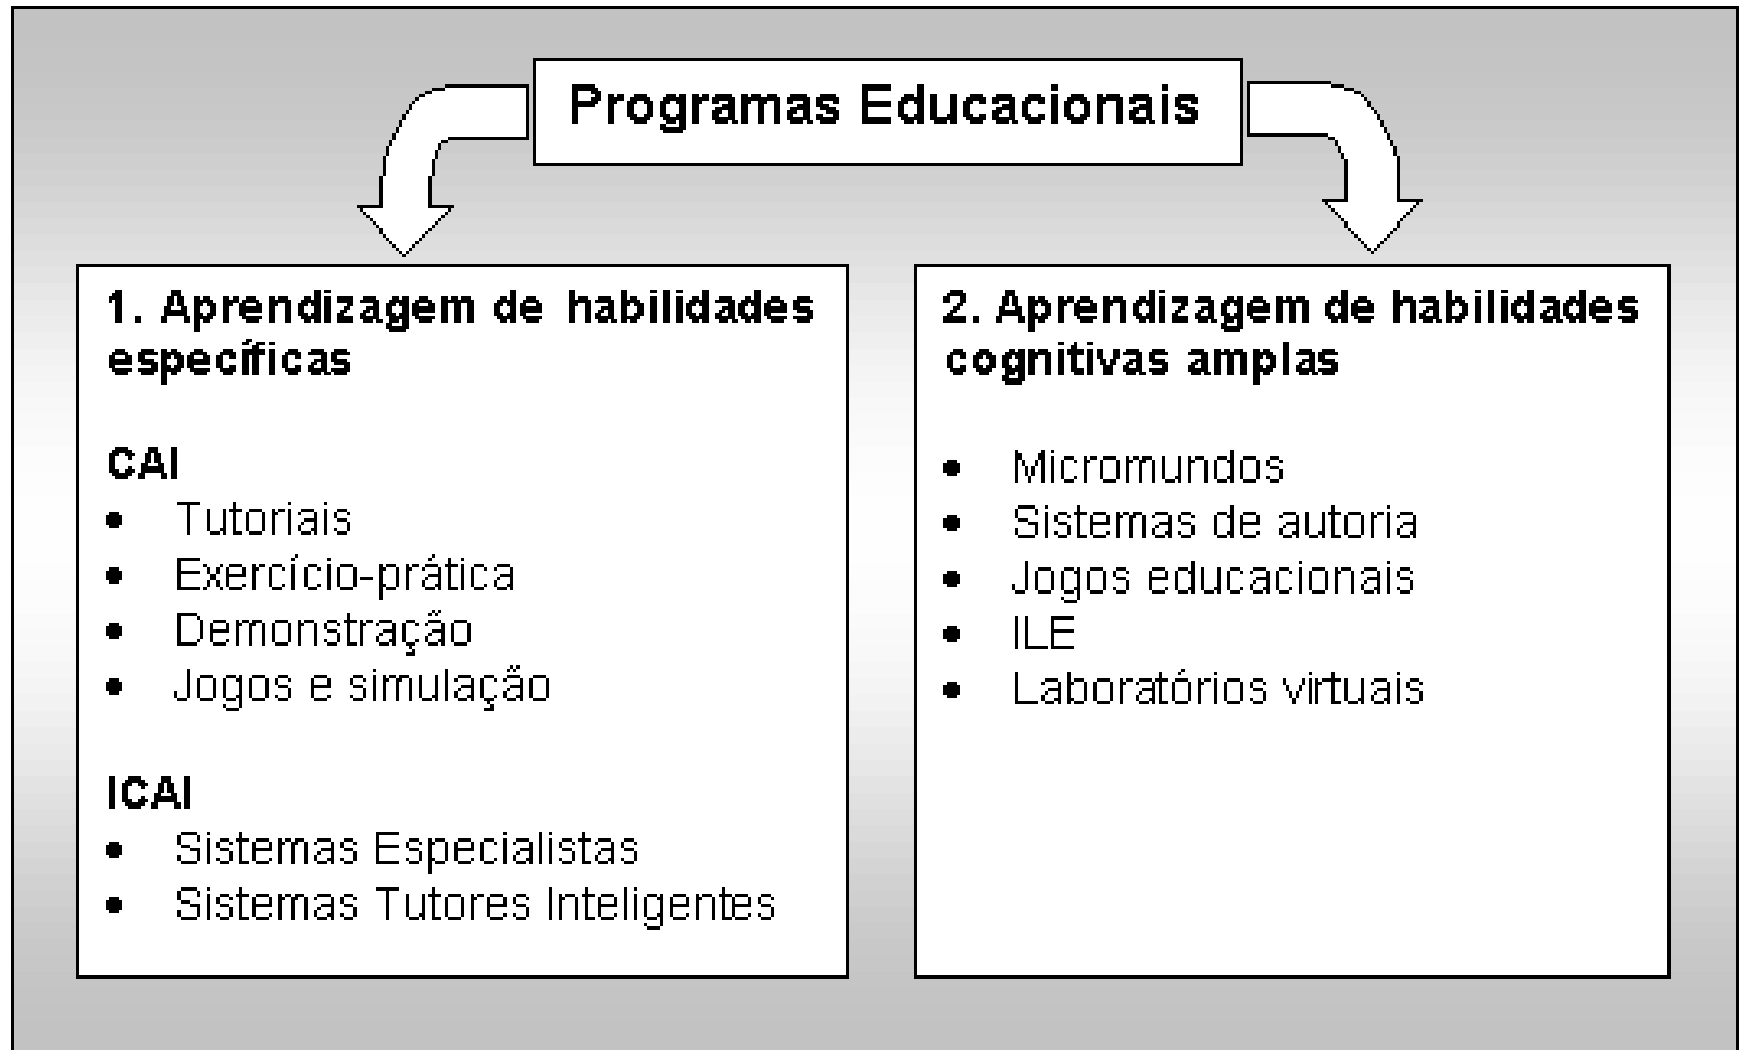 Programas Educacionais
1. Aprendizagem de habilidades
específicas
CAI
• Tutoriais
• Exercício-prática
• Demonstração
• Jogos e simulação
ICAI
• Sistemas Especialistas
• Sistemas Tutores Inteligentes
2. Aprendizagem de habilidades
cognitivas amplas
• Micromundos
• Sistemas de autoria
• Jogos educacionais
• ILE
• Laboratórios virtuais